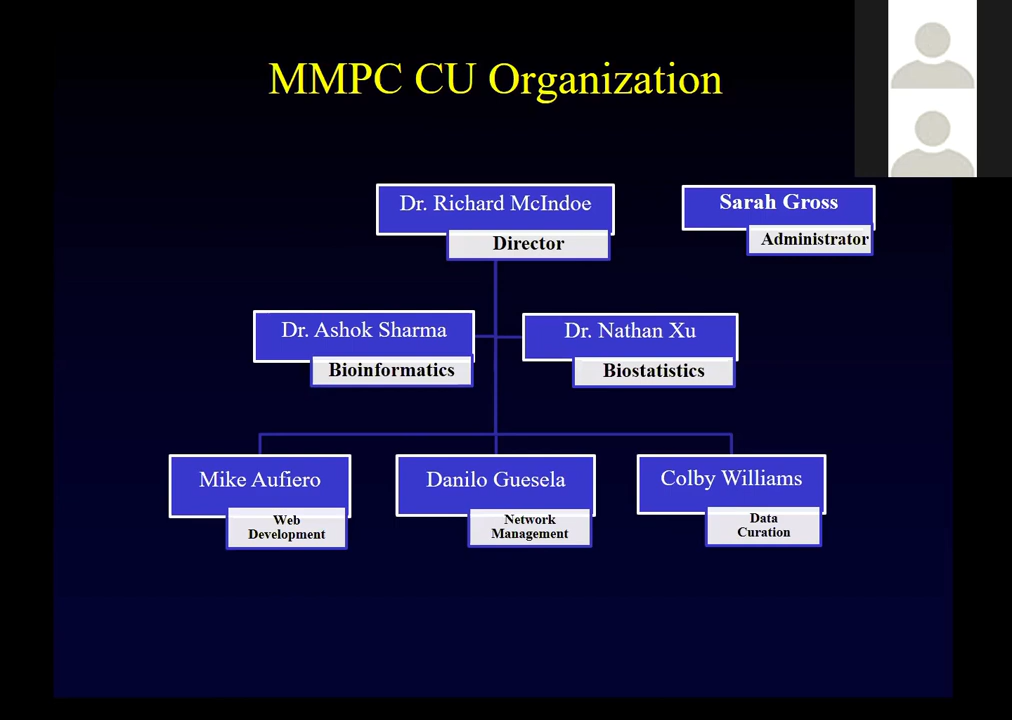 MMPC CU Organization
Dr. Richard McIndoe
Director
Sarah Gross
Administrator
Dr. Ashok Sharma
Bioinformatics
Dr. Nathan Xu
Biostatistics
Mike Aufiero
Web
Development
Danilo Guesela
Network
Management
Colby Williams
Data
Curation